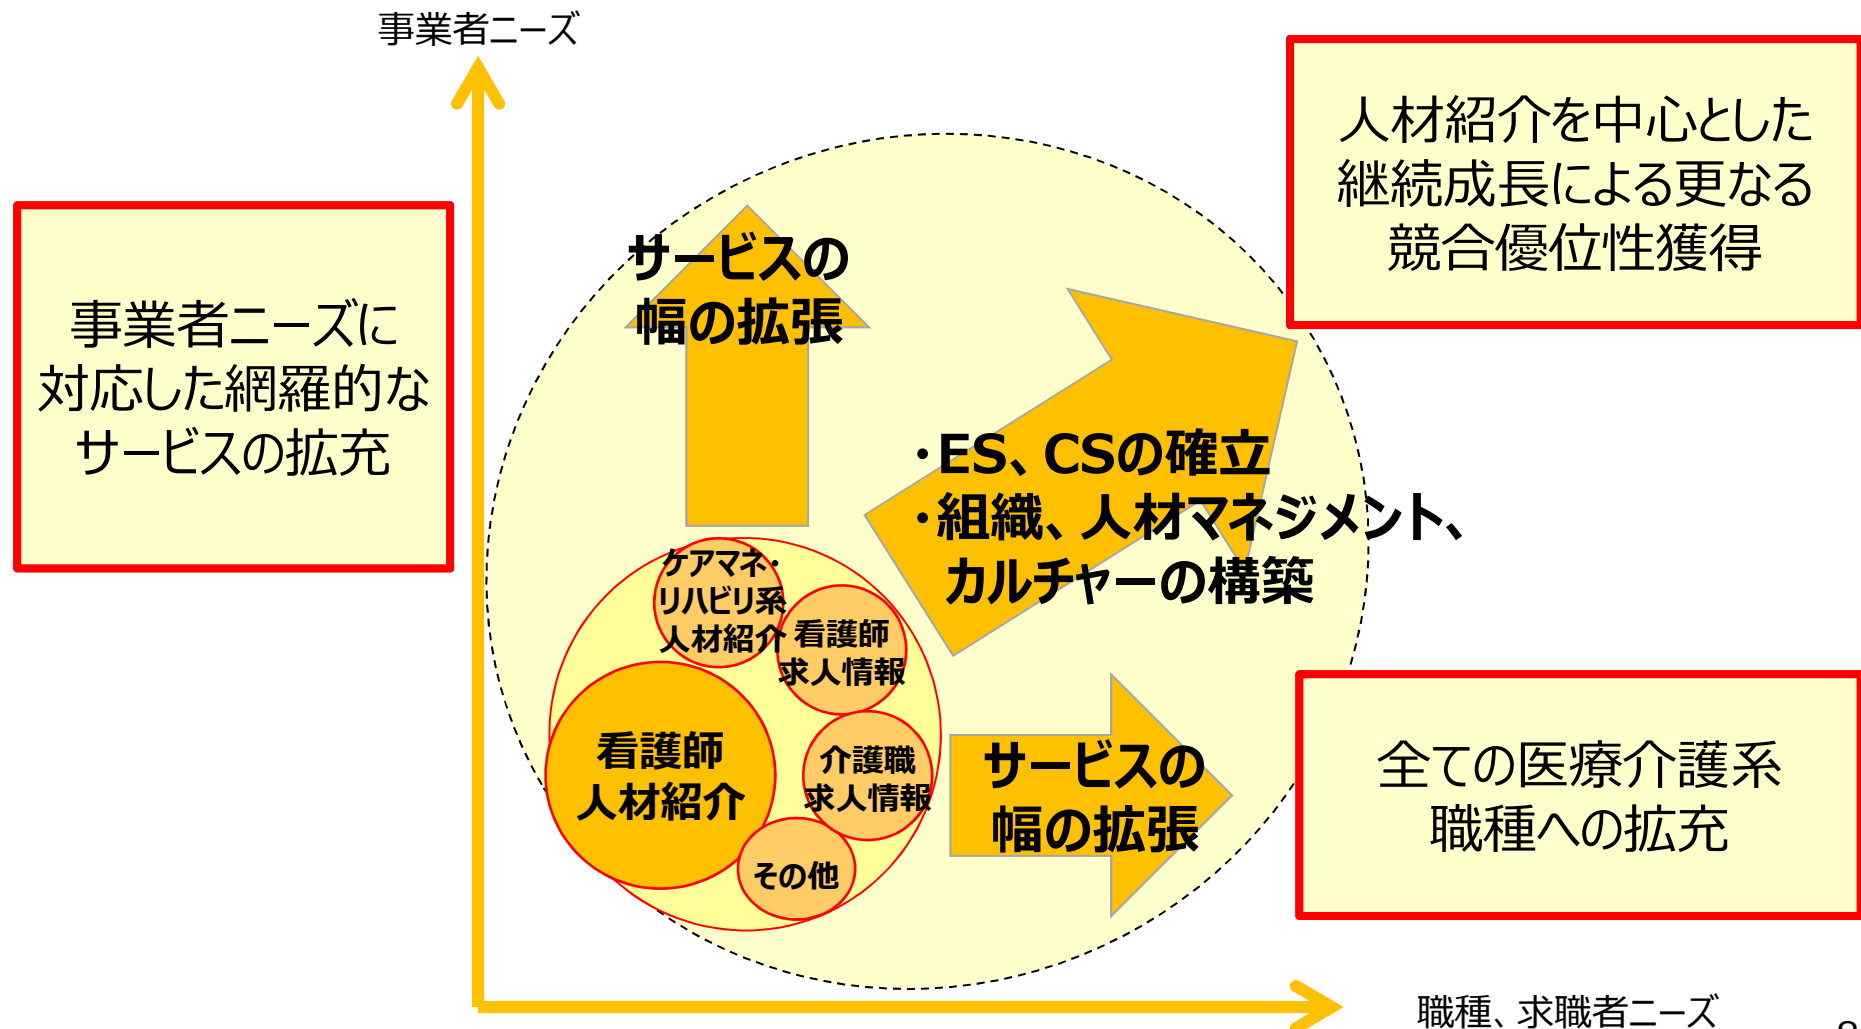 事業者ニーズ
人材紹介を中心とした
継続成長による更なる
競合優位性獲得
事業者ニーズに
対応した網羅的な
サービスの拡充
サービスの
幅の拡張
・ES、CSの確立
・組織、人材マネジメント、
カルチャーの構築
ケアマネ・
リハビリ系
人材紹介
看護師
求人情報
看護師
人材紹介
介護職
求人情報
その他
サービスの
幅の拡張
全ての医療介護系
職種への拡充
職種、求職者ニーズ